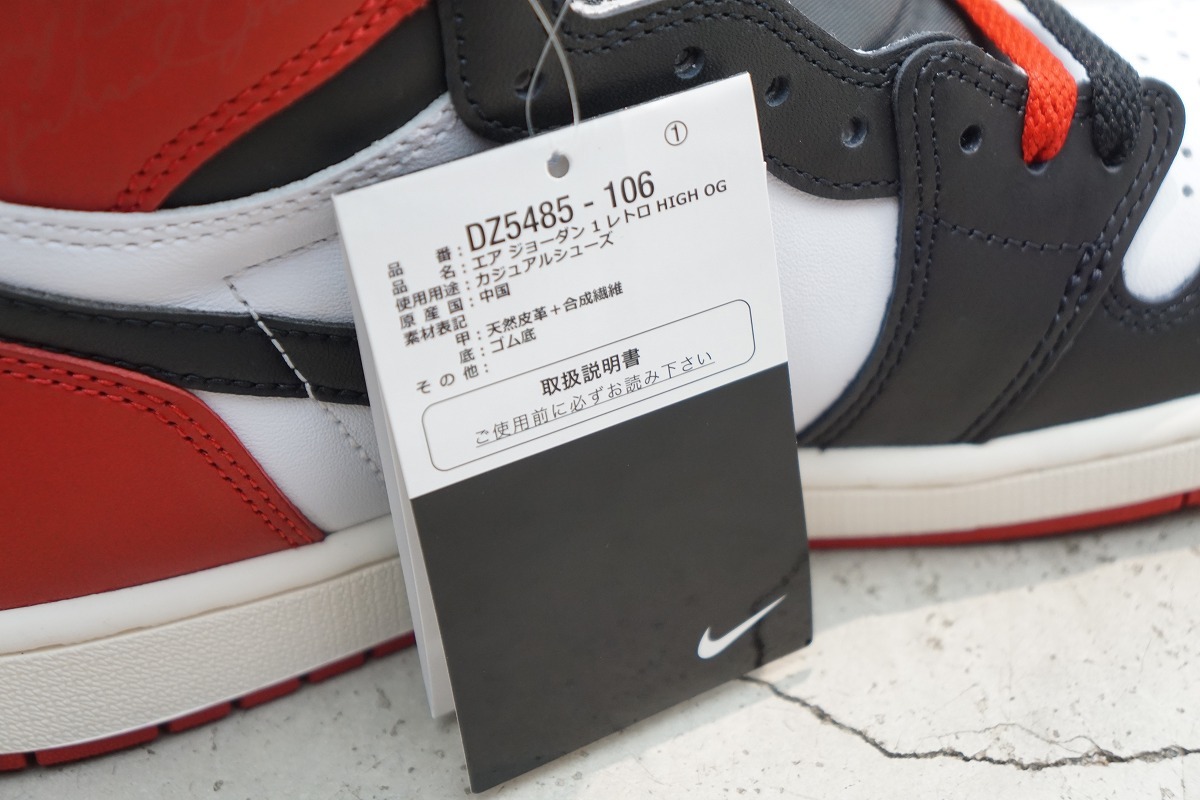 ①
品番：DZ5485 - 106
品名：エア ジョーダン 1 レトロ HIGH OG
使用用途：カジュアルシューズ
原産国：中国
素材表記
甲：天然皮革＋合成繊維
底：ゴム底
その他：
取扱説明書
ご使用前に必ずお読み下さい